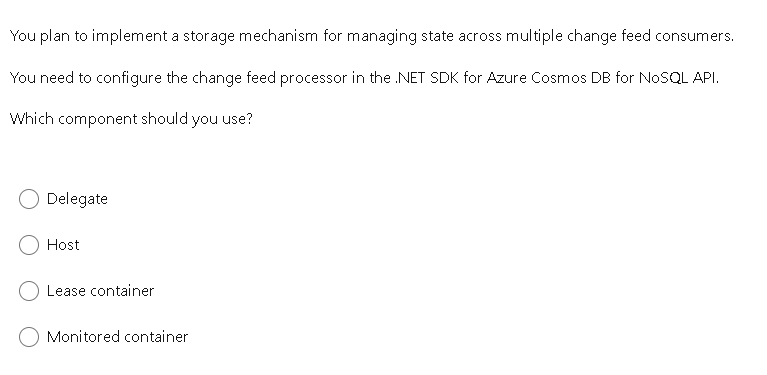 You plan to implement a storage mechanism for managing state across multiple change feed consumers.
You need to configure the change feed processor in the .NET SDK for Azure Cosmos DB for NoSQL API.
Which component should you use?
Delegate
Host
Lease container
Monitored container